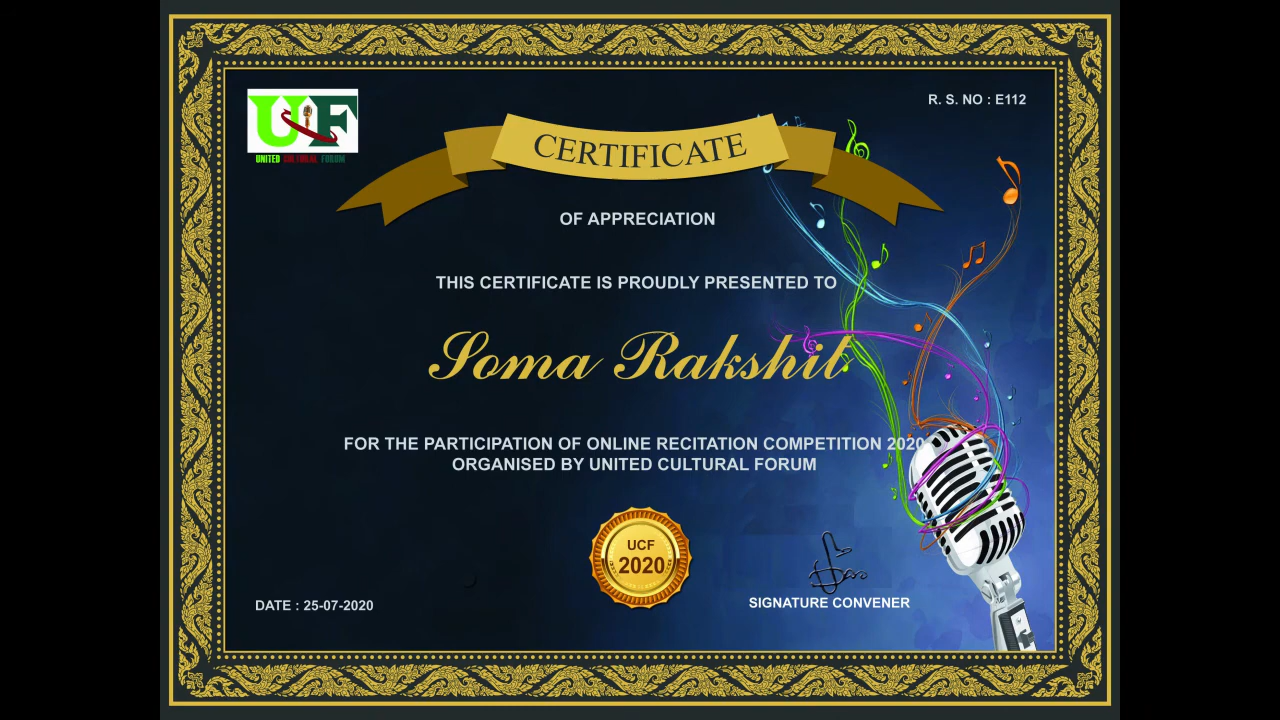 R. S. NO : E112
UNITED CULTURAL FORUM
CERTIFICATE
OF APPRECIATION
THIS CERTIFICATE IS PROUDLY PRESENTED TO
Soma Rakshit
FOR THE PARTICIPATION OF ONLINE RECITATION COMPETITION 2020
ORGANISED BY UNITED CULTURAL FORUM
UCF
2020
DATE : 25-07-2020
SIGNATURE CONVENER